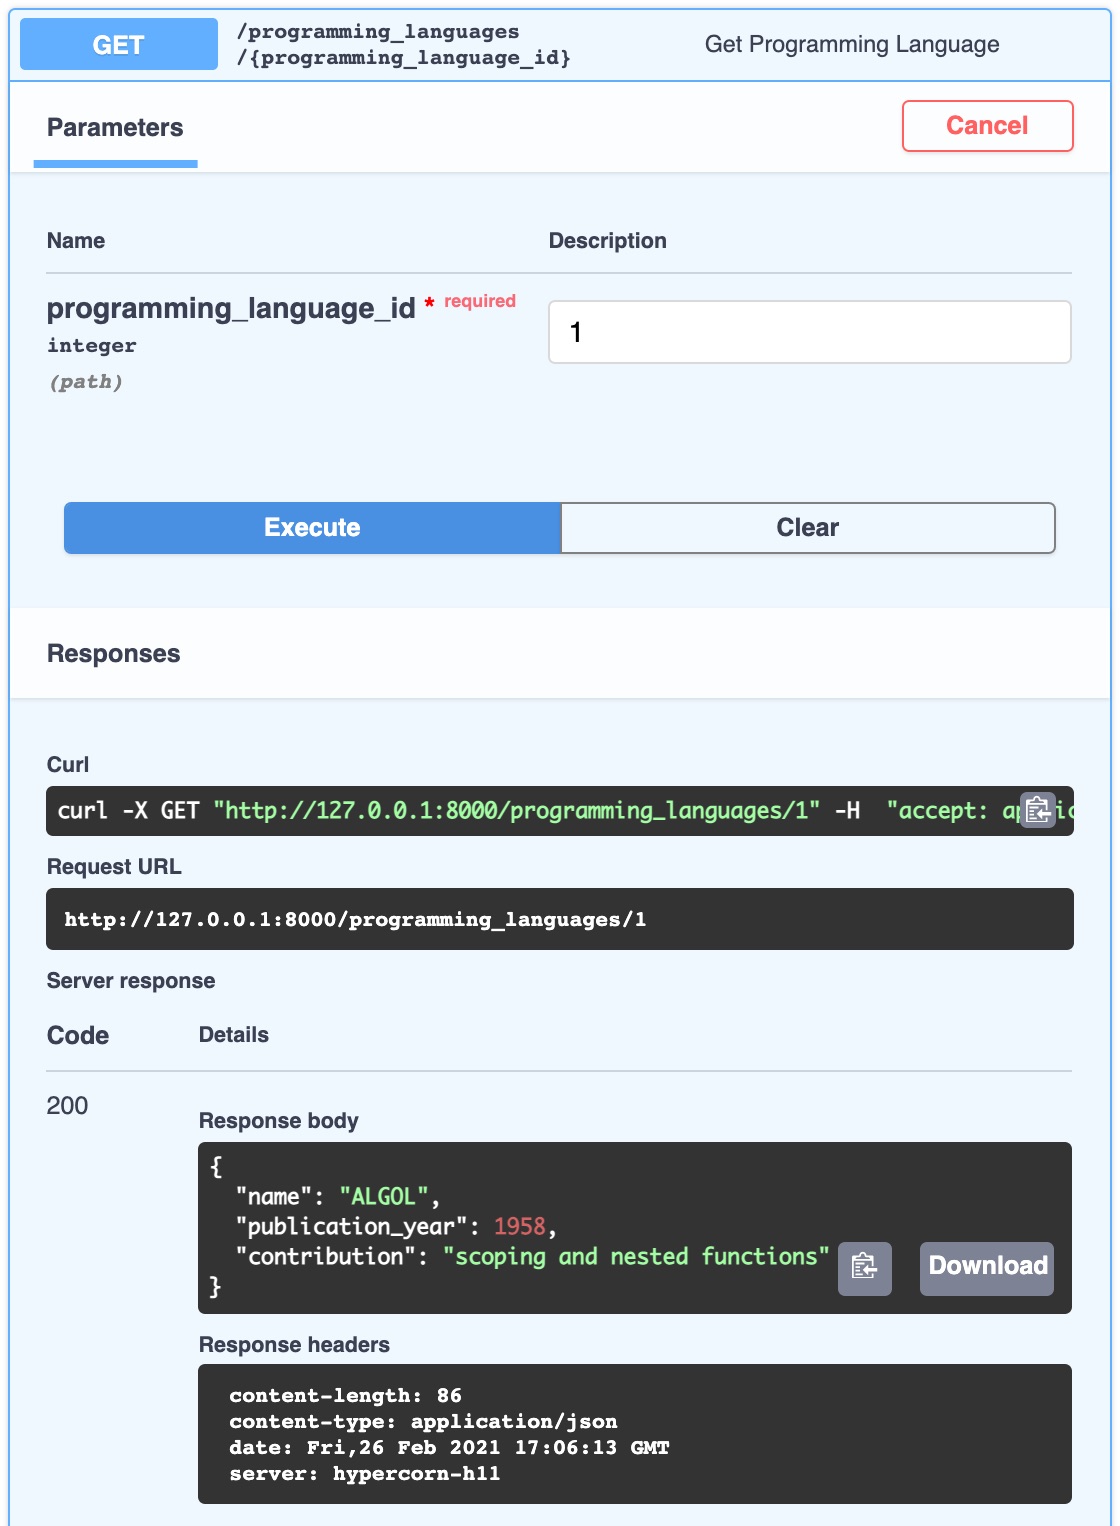 GET
/programming_languages
/{programming_language_id}
Get Programming Language
Parameters
Cancel
Name
Description
programming_language_id * required
integer
(path)
1
Execute
Clear
Responses
Curl
curl -X GET "http://127.0.0.1:8000/programming_languages/1" -H  "accept:
Request URL
http://127.0.0.1:8000/programming_languages/1
Server response
Code
Details
200
Response body
{
  "name": "ALGOL",
  "publication_year": 1958,
  "contribution": "scoping and nested functions"
}
Download
Response headers
content-length: 86
content-type: application/json
date: Fri,26 Feb 2021 17:06:13 GMT
server: hypercorn-h11